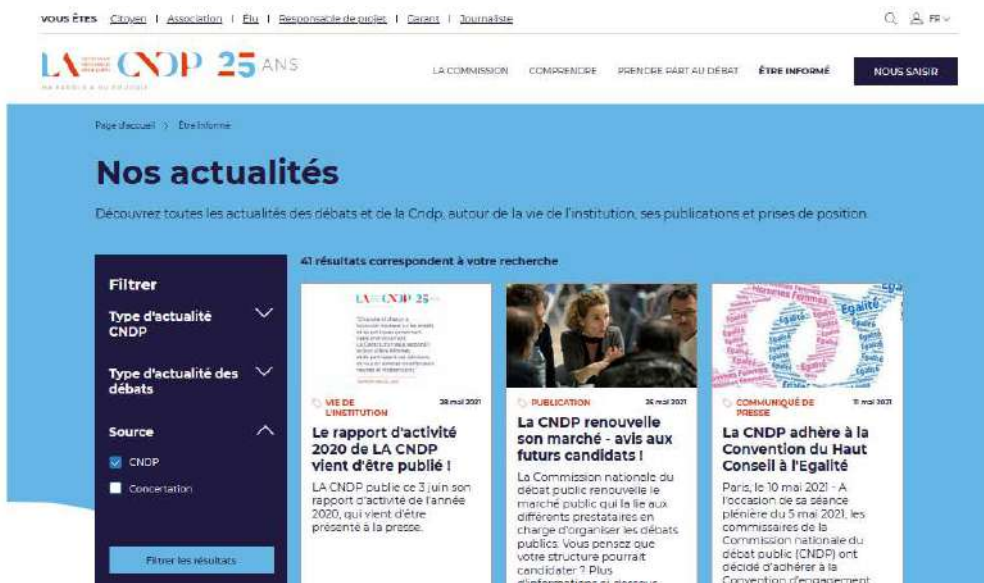 VOUS ÊTES Citoyen | Association | Élu | Responsable de projet | Garant | Journaliste
FR
LA CNDP 25 ANS
LA COMMISSION COMPRENDRE PRENDRE PART AU DÉBAT ÊTRE INFORMÉ NOUS SAISIR
Page d'accueil > Être informé
Nos actualités
Découvrez toutes les actualités des débats et de la Cndp, autour de la vie de l'institution, ses publications et prises de position.
41 résultats correspondent à votre recherche
Filtrer
Type d'actualité
CNDP
Type d'actualité des
débats
Source
CNDP
Concertation
Filtrer les résultats
LA CNDP 25
VIE DE
L'INSTITUTION
28 mai 2021
Le rapport d'activité
2020 de LA CNDP
vient d'être publié !
LA CNDP publie ce 3 juin son
rapport d'activité de l'année
2020, qui vient d'être
présenté à la presse.
PUBLICATION
26 mai 2021
La CNDP renouvelle
son marché - avis aux
futurs candidats !
La Commission nationale du
débat public renouvelle le
marché public qui la lie aux
différents prestataires en
charge d'organiser les débats
publics. Vous pensez que
votre structure pourrait
candidater ? Plus
d'informations ci-dessous
Hommes Femmes
Egalité
COMMUNIQUÉ DE
PRESSE
11 mai 2021
La CNDP adhère à la
Convention du Haut
Conseil à l'Egalité
Paris, le 10 mai 2021 - A
l'occasion de sa séance
plénière du 5 mai 2021, les
commissaires de la
Commission nationale du
débat public (CNDP) ont
décidé d'adhérer à la
Convention d'engagement